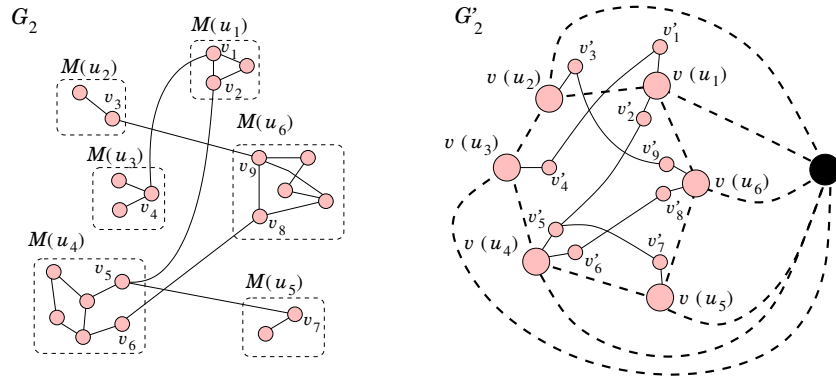 G₂
M(u₁)
v₁
v₂
M(u₂)
v₃
M(u₆)
v₉
v₈
M(u₃)
v₄
M(u₄)
v₅
v₆
M(u₅)
v₇
G'₂
v'₁
v'₃
v (u₂)
v (u₁)
v'₂
v (u₃)
v'₄
v'₉
v (u₆)
v'₈
v'₅
v'₇
v (u₄)
v'₆
v (u₅)